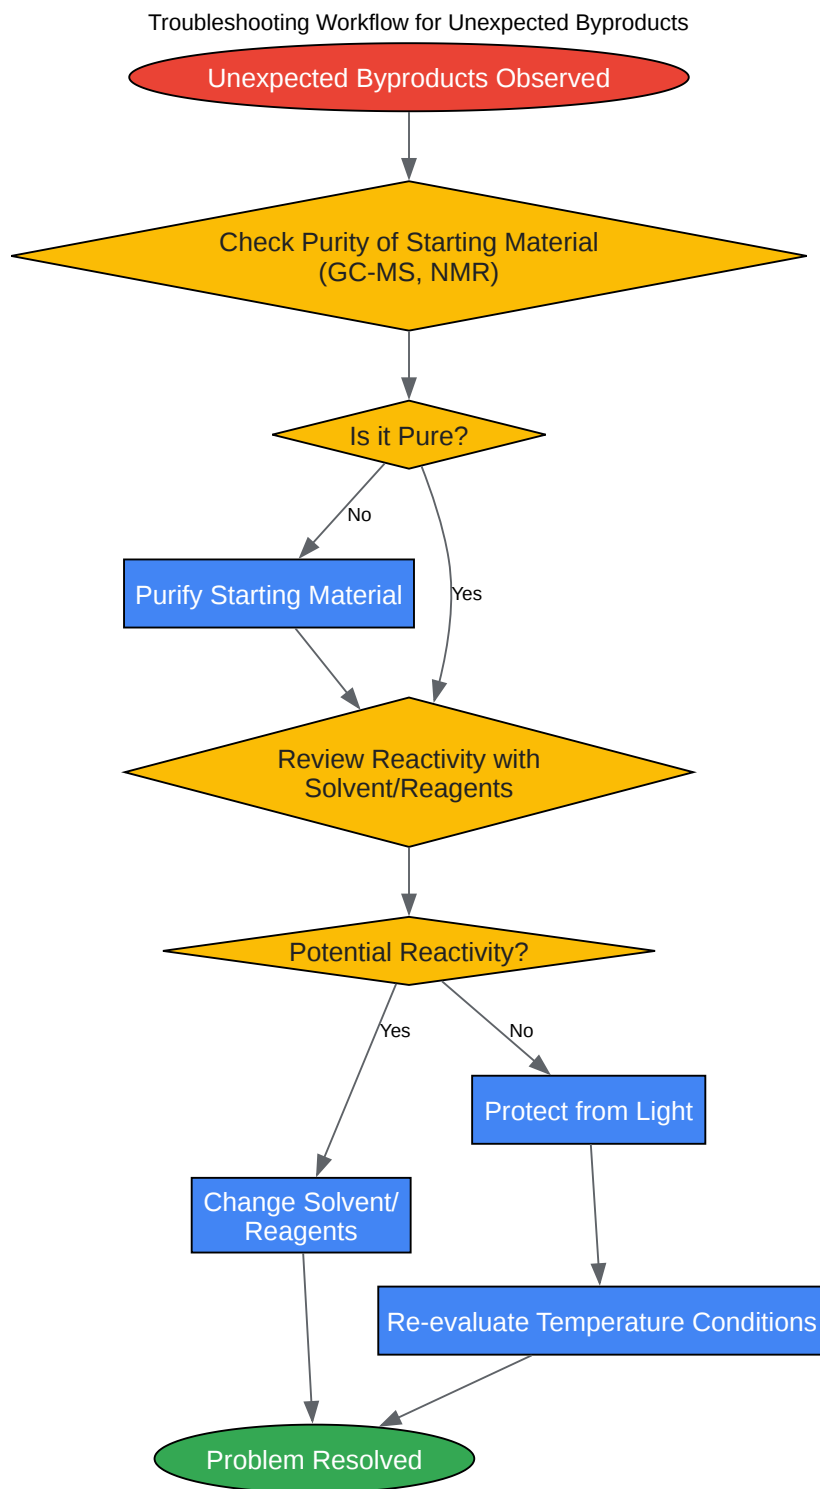 Troubleshooting Workflow for Unexpected Byproducts
Unexpected Byproducts Observed
Check Purity of Starting Material
(GC-MS, NMR)
Is it Pure?
No
Purify Starting Material
Yes
Review Reactivity with
Solvent/Reagents
Potential Reactivity?
Yes
No
Protect from Light
Change Solvent/
Reagents
Re-evaluate Temperature Conditions
Problem Resolved